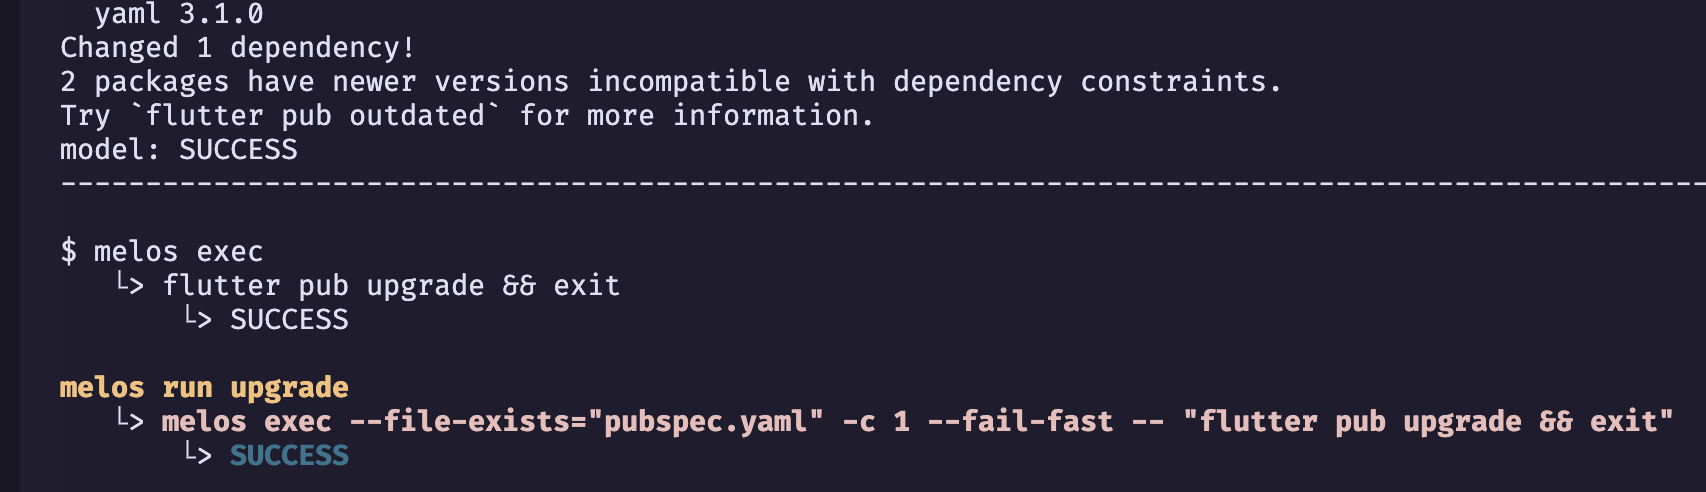 yaml 3.1.0
Changed 1 dependency!
2 packages have newer versions incompatible with dependency constraints.
Try `flutter pub outdated` for more information.
model: SUCCESS
--------------------------------------------------------------------------------
$ melos exec
└> flutter pub upgrade && exit
└> SUCCESS
melos run upgrade
└> melos exec --file-exists="pubspec.yaml" -c 1 --fail-fast -- "flutter pub upgrade && exit"
└> SUCCESS